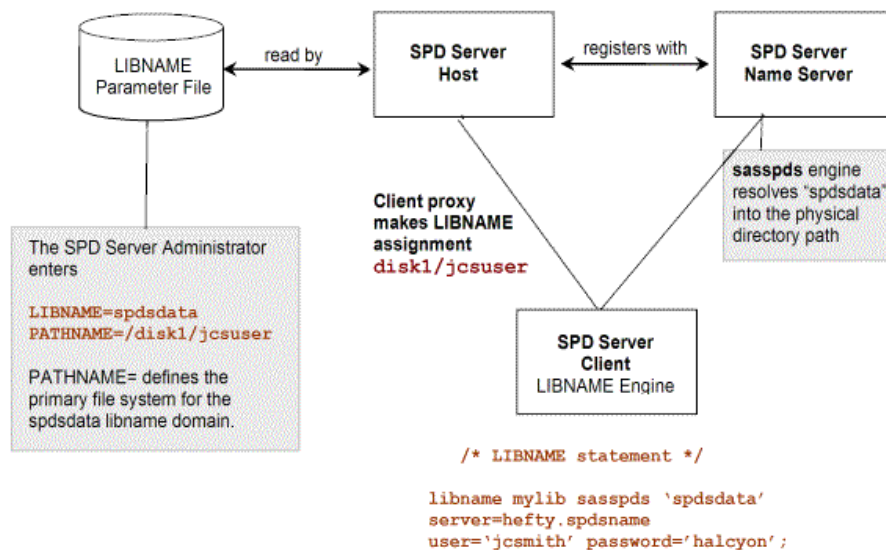 LIBNAME
Parameter File
read by
SPD Server
Host
registers with
SPD Server
Name Server
The SPD Server Administrator
enters
LIBNAME=spdsdata
PATHNAME=/disk1/jcsuser
PATHNAME= defines the
primary file system for the
spdsdata libname domain.
Client proxy
makes LIBNAME
assignment
disk1/jcsuser
sasspds engine
resolves “spdsdata”
into the physical
directory path
SPD Server
Client
LIBNAME Engine
/* LIBNAME statement */
libname mylib sasspds ‘spdsdata’
server=hefty.spdsname
user=‘jcsmith’ password=’halcyon’;